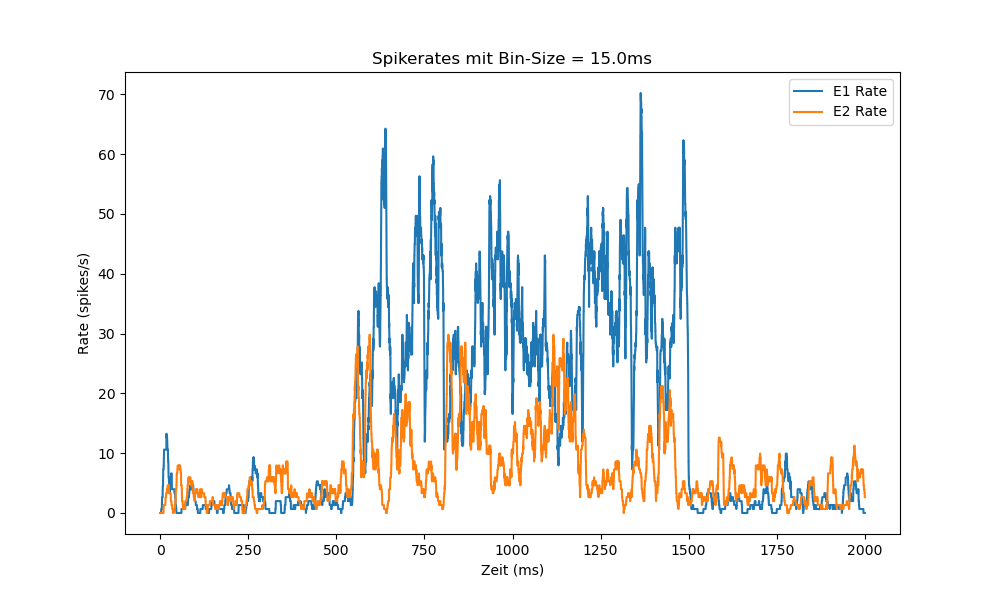 Spikerates mit Bin-Size = 15.0ms
E1 Rate
E2 Rate
Rate (spikes/s)
70
60
50
40
30
20
10
0
0 250 500 750 1000 1250 1500 1750 2000
Zeit (ms)